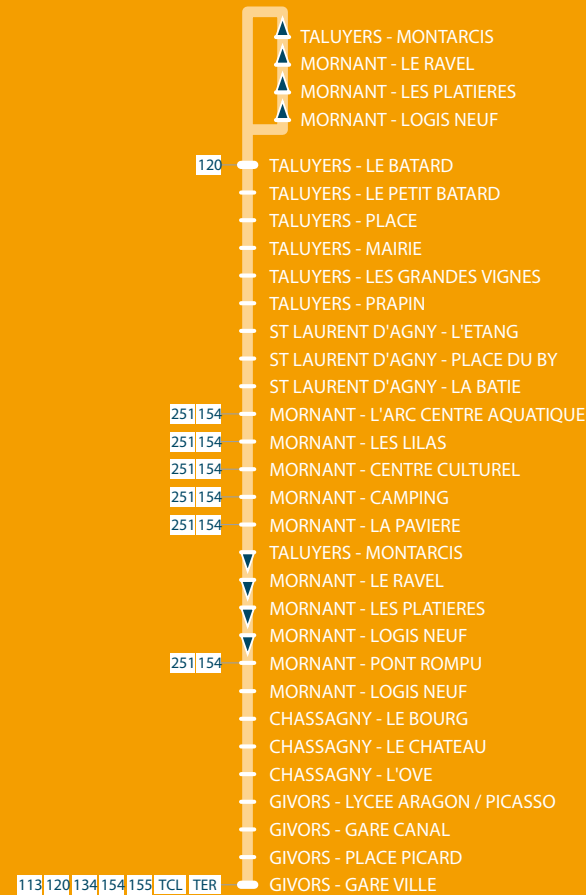 TALUYERS - MONTARCIS
MORNANT - LE RAVEL
MORNANT - LES PLATIERES
MORNANT - LOGIS NEUF
120 TALUYERS - LE BATARD
TALUYERS - LE PETIT BATARD
TALUYERS - PLACE
TALUYERS - MAIRIE
TALUYERS - LES GRANDES VIGNES
TALUYERS - PRAPIN
ST LAURENT D'AGNY - L'ETANG
ST LAURENT D'AGNY - PLACE DU BY
ST LAURENT D'AGNY - LA BATIE
251 154 MORNANT - L'ARC CENTRE AQUATIQUE
251 154 MORNANT - LES LILAS
251 154 MORNANT - CENTRE CULTUREL
251 154 MORNANT - CAMPING
251 154 MORNANT - LA PAVIERE
TALUYERS - MONTARCIS
MORNANT - LE RAVEL
MORNANT - LES PLATIERES
MORNANT - LOGIS NEUF
251 154 MORNANT - PONT ROMPU
MORNANT - LOGIS NEUF
CHASSAGNY - LE BOURG
CHASSAGNY - LE CHATEAU
CHASSAGNY - L'OVE
GIVORS - LYCEE ARAGON / PICASSO
GIVORS - GARE CANAL
GIVORS - PLACE PICARD
113 120 134 154 155 TCL TER GIVORS - GARE VILLE